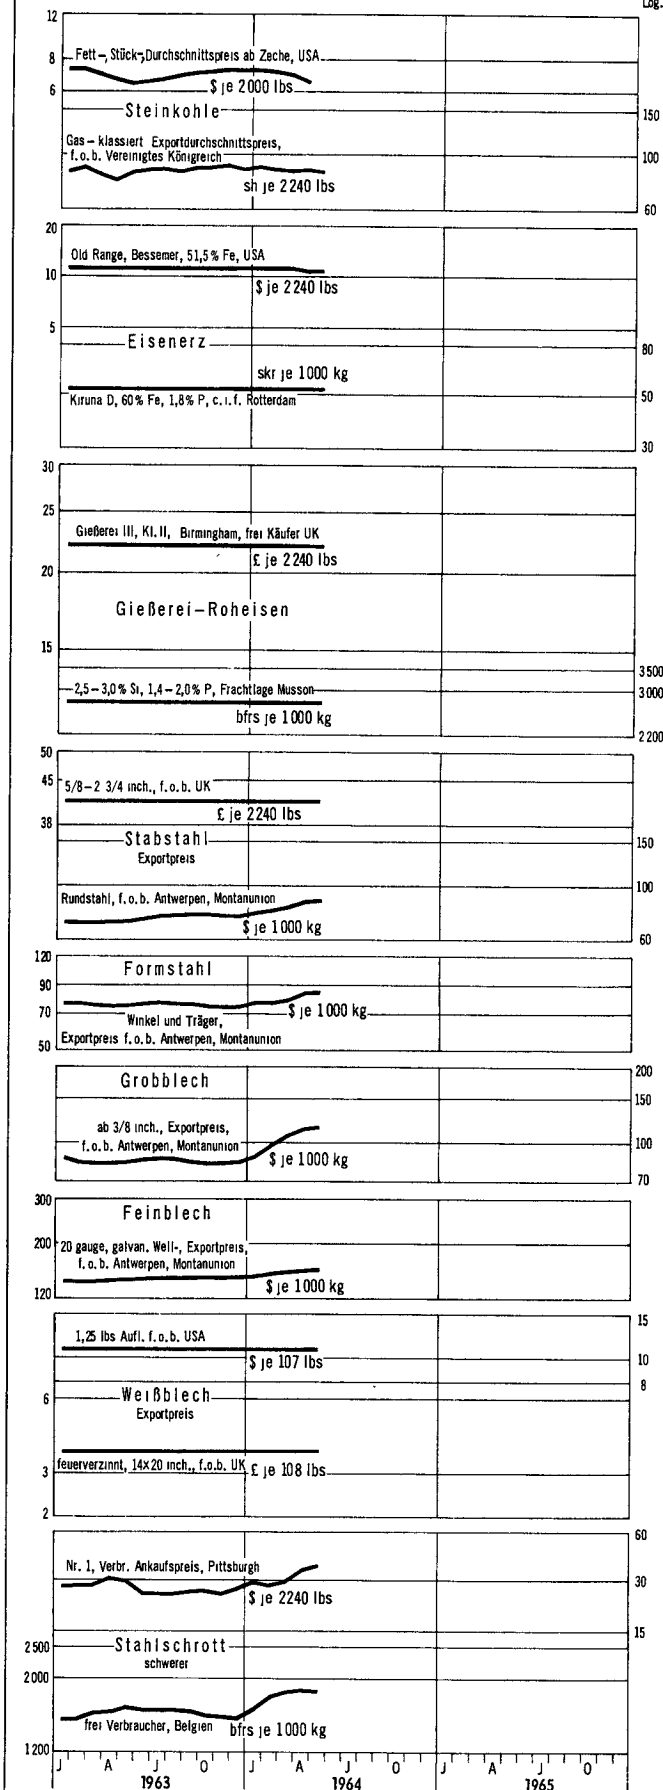 Log.
12
Fett-, Stück-, Durchschnittspreis ab Zeche, USA
8
6
$ je 2000 lbs
Steinkohle
150
Gas – klassiert Exportdurchschnittspreis,
f.o.b. Vereinigtes Königreich
100
sh je 2240 lbs
60
20
Old Range, Bessemer, 51,5% Fe, USA
10
$ je 2240 lbs
5
Eisenerz
80
skr je 1000 kg
Kiruna D, 60% Fe, 1,8% P, c.i.f. Rotterdam
50
30
30
25
Gießerei III, Kl. II, Birmingham, frei Käufer UK
£ je 2240 lbs
20
Gießerei–Roheisen
15
3500
2,5–3,0% Si, 1,4–2,0% P, Frachtlage Musson
3000
bfrs je 1000 kg
2200
50
45
5/8–2 3/4 inch., f.o.b. UK
£ je 2240 lbs
38
Stabstahl
150
Exportpreis
100
Rundstahl, f.o.b. Antwerpen, Montanunion
$ je 1000 kg
60
120
Formstahl
90
70
$ je 1000 kg
Winkel und Träger,
Exportpreis f.o.b. Antwerpen, Montanunion
50
200
Grobblech
150
ab 3/8 inch., Exportpreis,
f.o.b. Antwerpen, Montanunion
100
$ je 1000 kg
70
300
Feinblech
200
20 gauge, galvan. Well-, Exportpreis,
f.o.b. Antwerpen, Montanunion
$ je 1000 kg
120
15
1,25 lbs Aufl. f.o.b. USA
$ je 107 lbs
10
8
6
Weißblech
Exportpreis
feuerverzinnt, 14x20 inch., f.o.b. UK
£ je 108 lbs
3
2
60
Nr. 1, Verbr. Ankaufspreis, Pittsburgh
30
$ je 2240 lbs
15
2500
Stahlschrott
schwerer
2000
frei Verbraucher, Belgien
bfrs je 1000 kg
1200
J A J O J A J O J A J O
1963 1964 1965